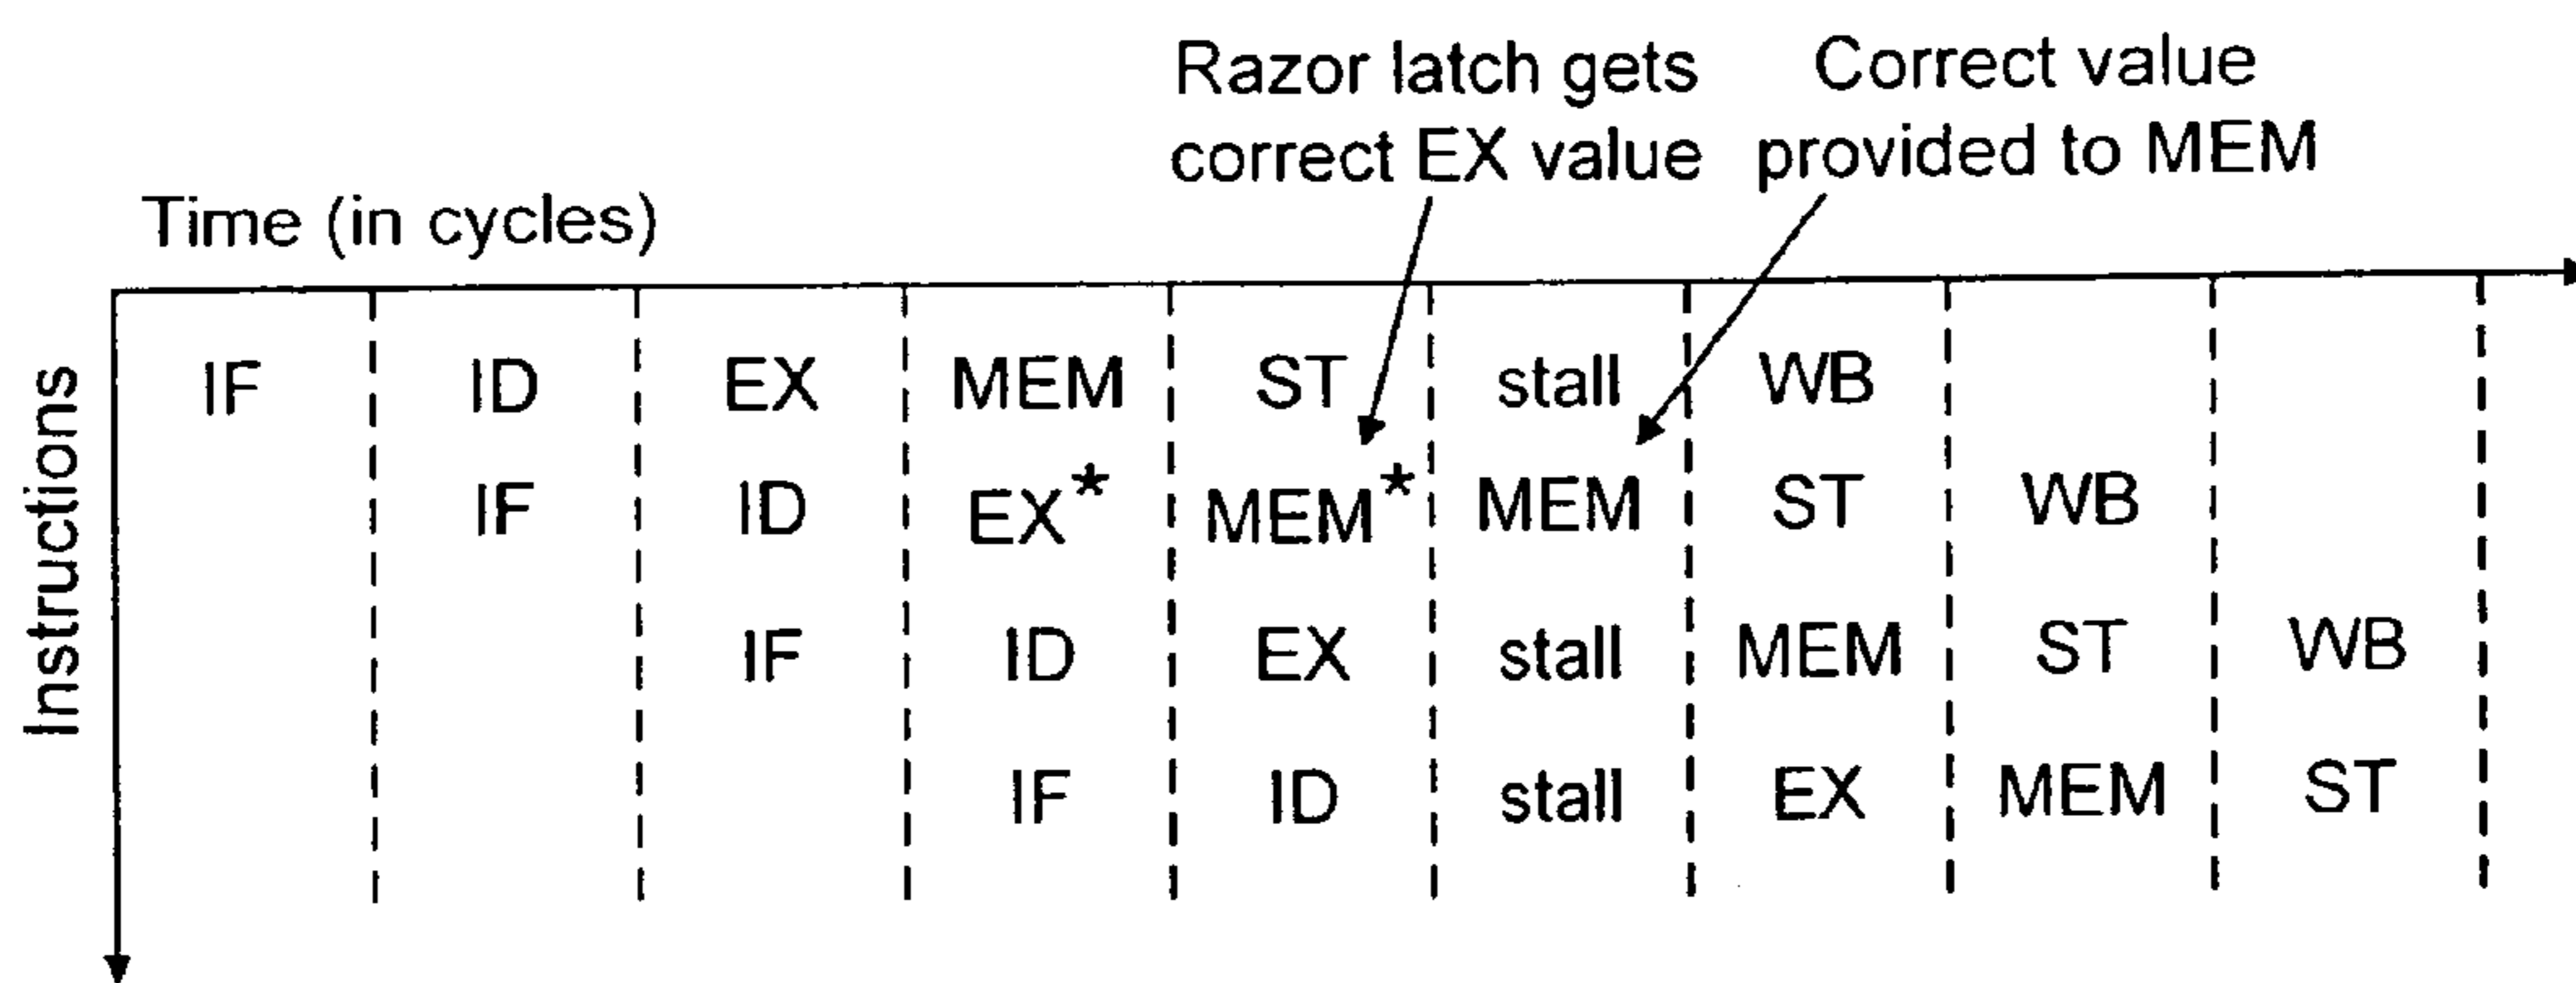 Razor latch gets
correct EX value
Correct value
provided to MEM
Time (in cycles)
Instructions
IF ID EX MEM ST stall WB
IF ID EX* MEM* MEM ST WB
IF ID EX stall MEM ST WB
IF ID stall EX MEM ST